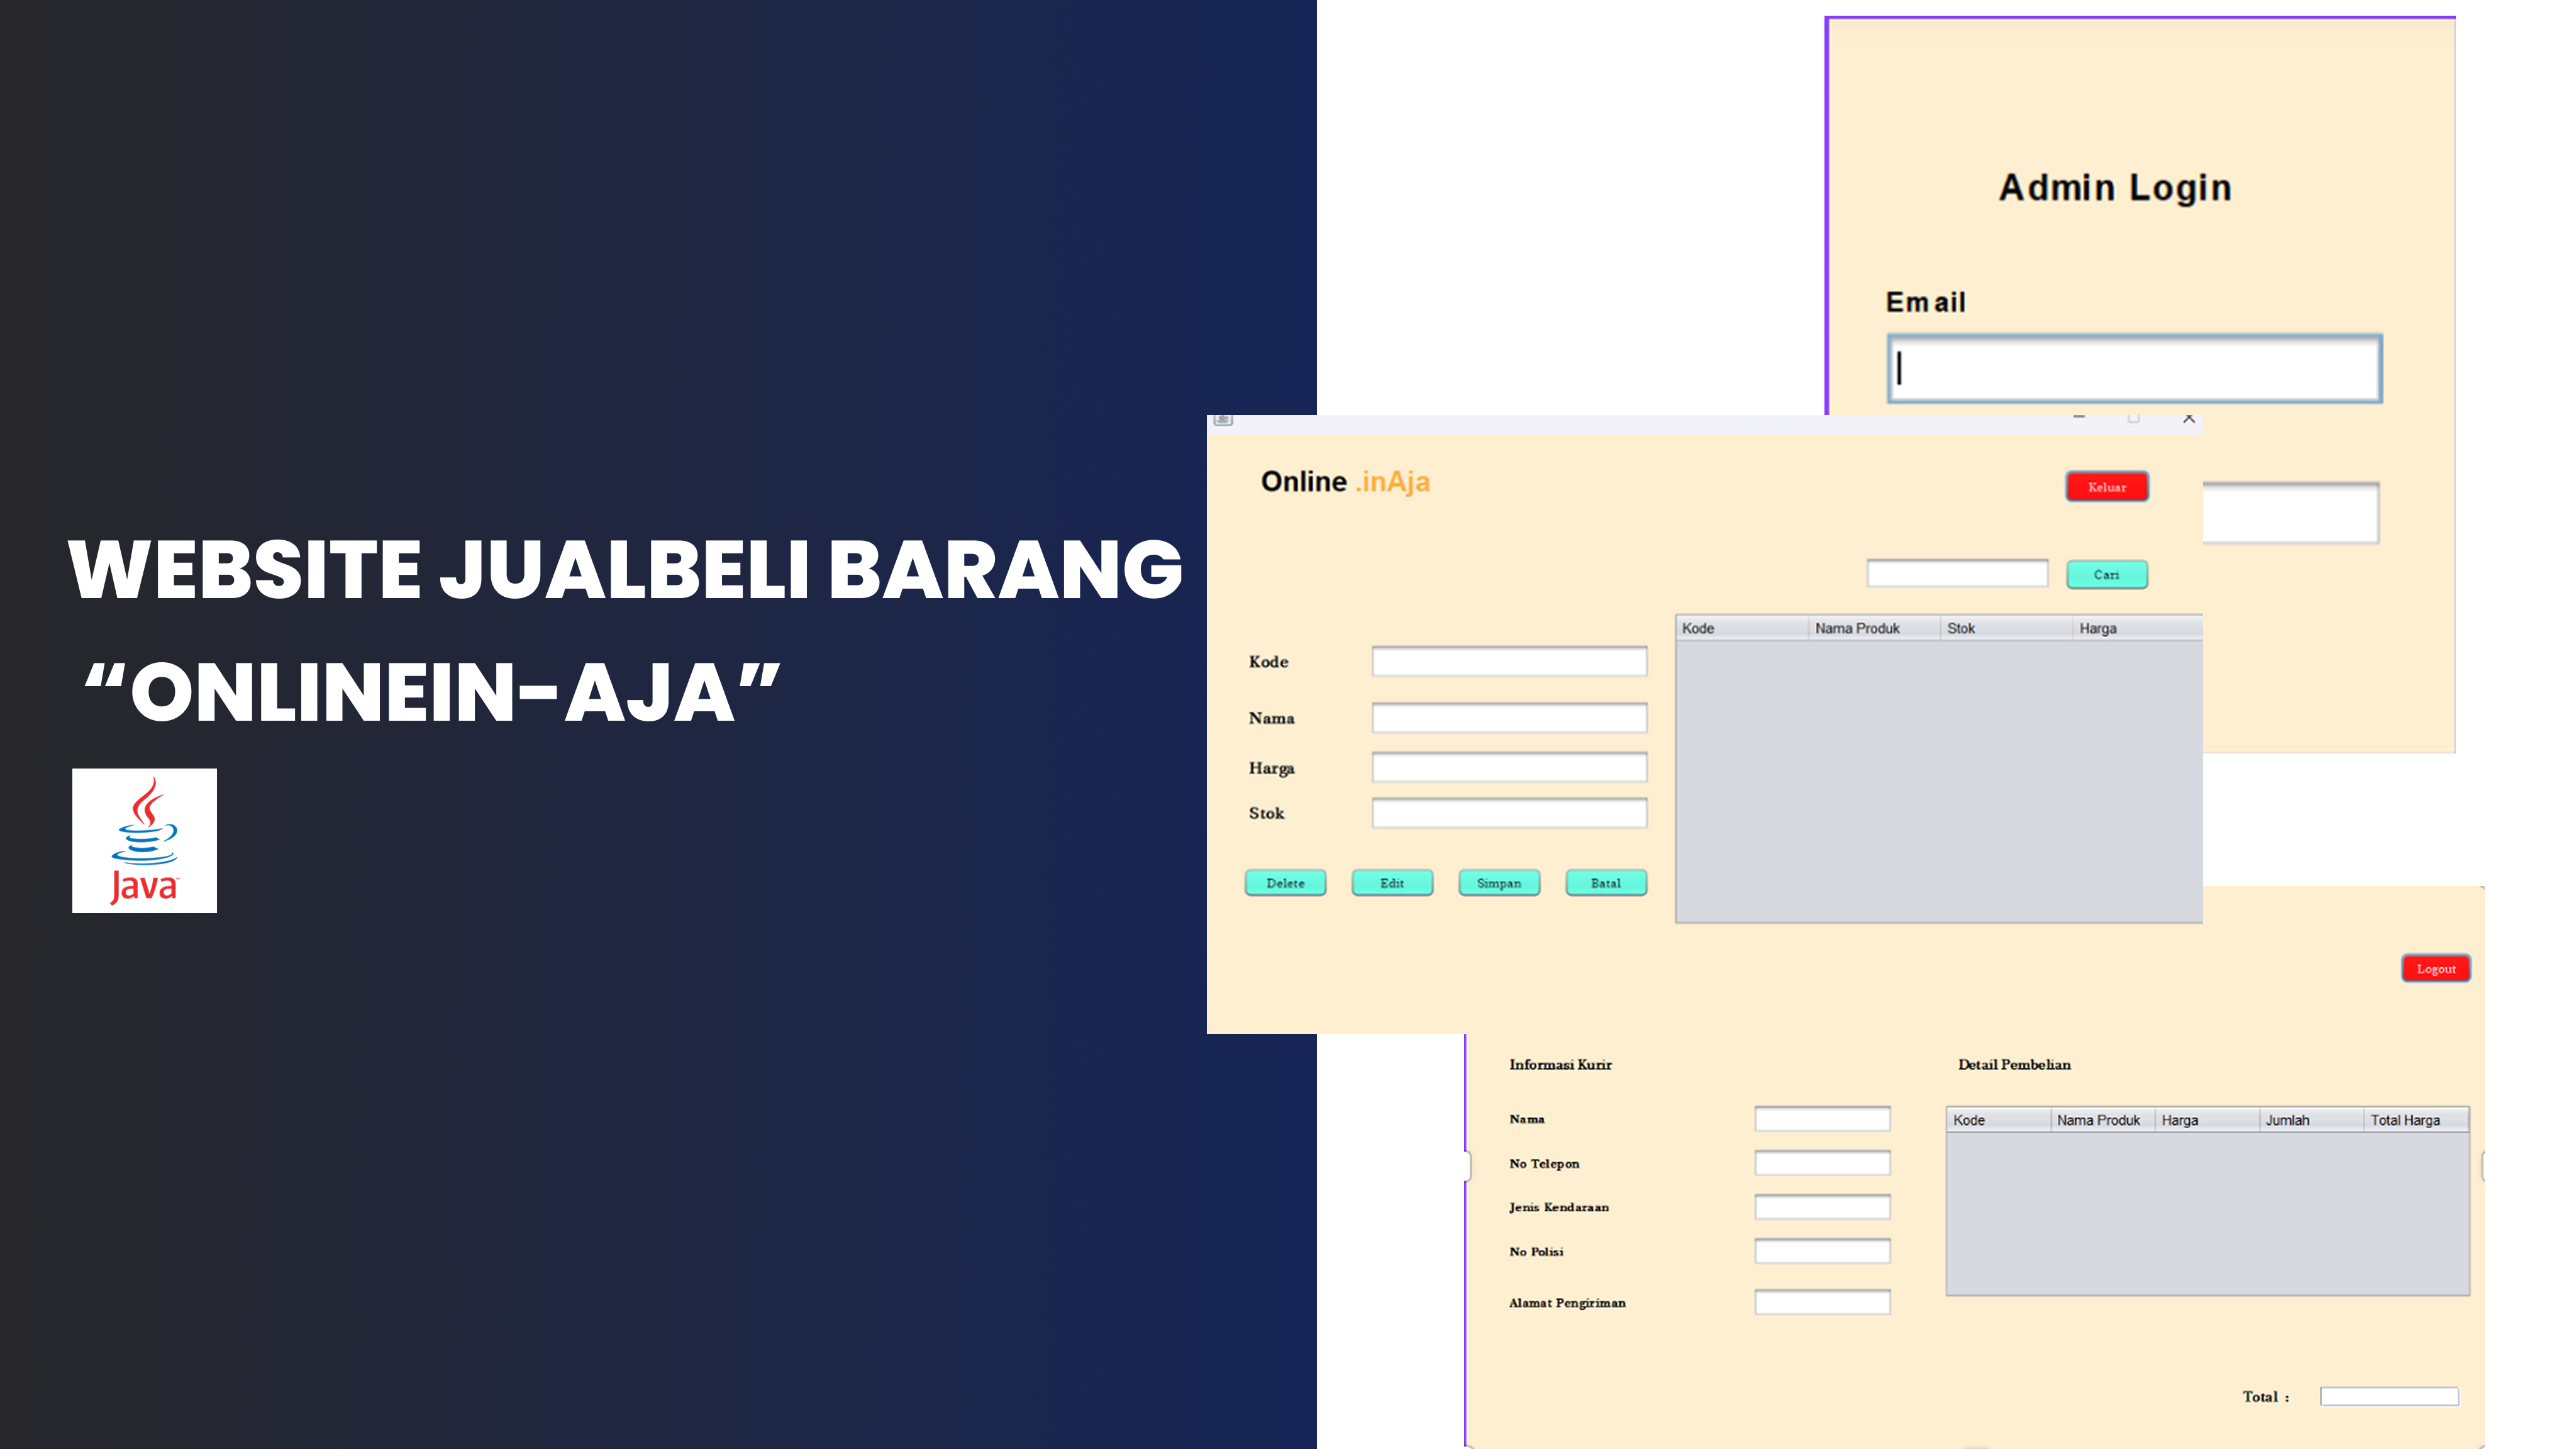 WEBSITE JUALBELI BARANG
“ONLINEIN-AJA”
Java
Admin Login
Email
Online .inAja
Keluar
Cari
Kode Nama Produk Stok Harga
Kode
Nama
Harga
Stok
Delete Edit Simpan Batal
Logout
Informasi Kurir
Nama
No Telepon
Jenis Kendaraan
No Polisi
Alamat Pengiriman
Detail Pembelian
Kode Nama Produk Harga Jumlah Total Harga
Total :